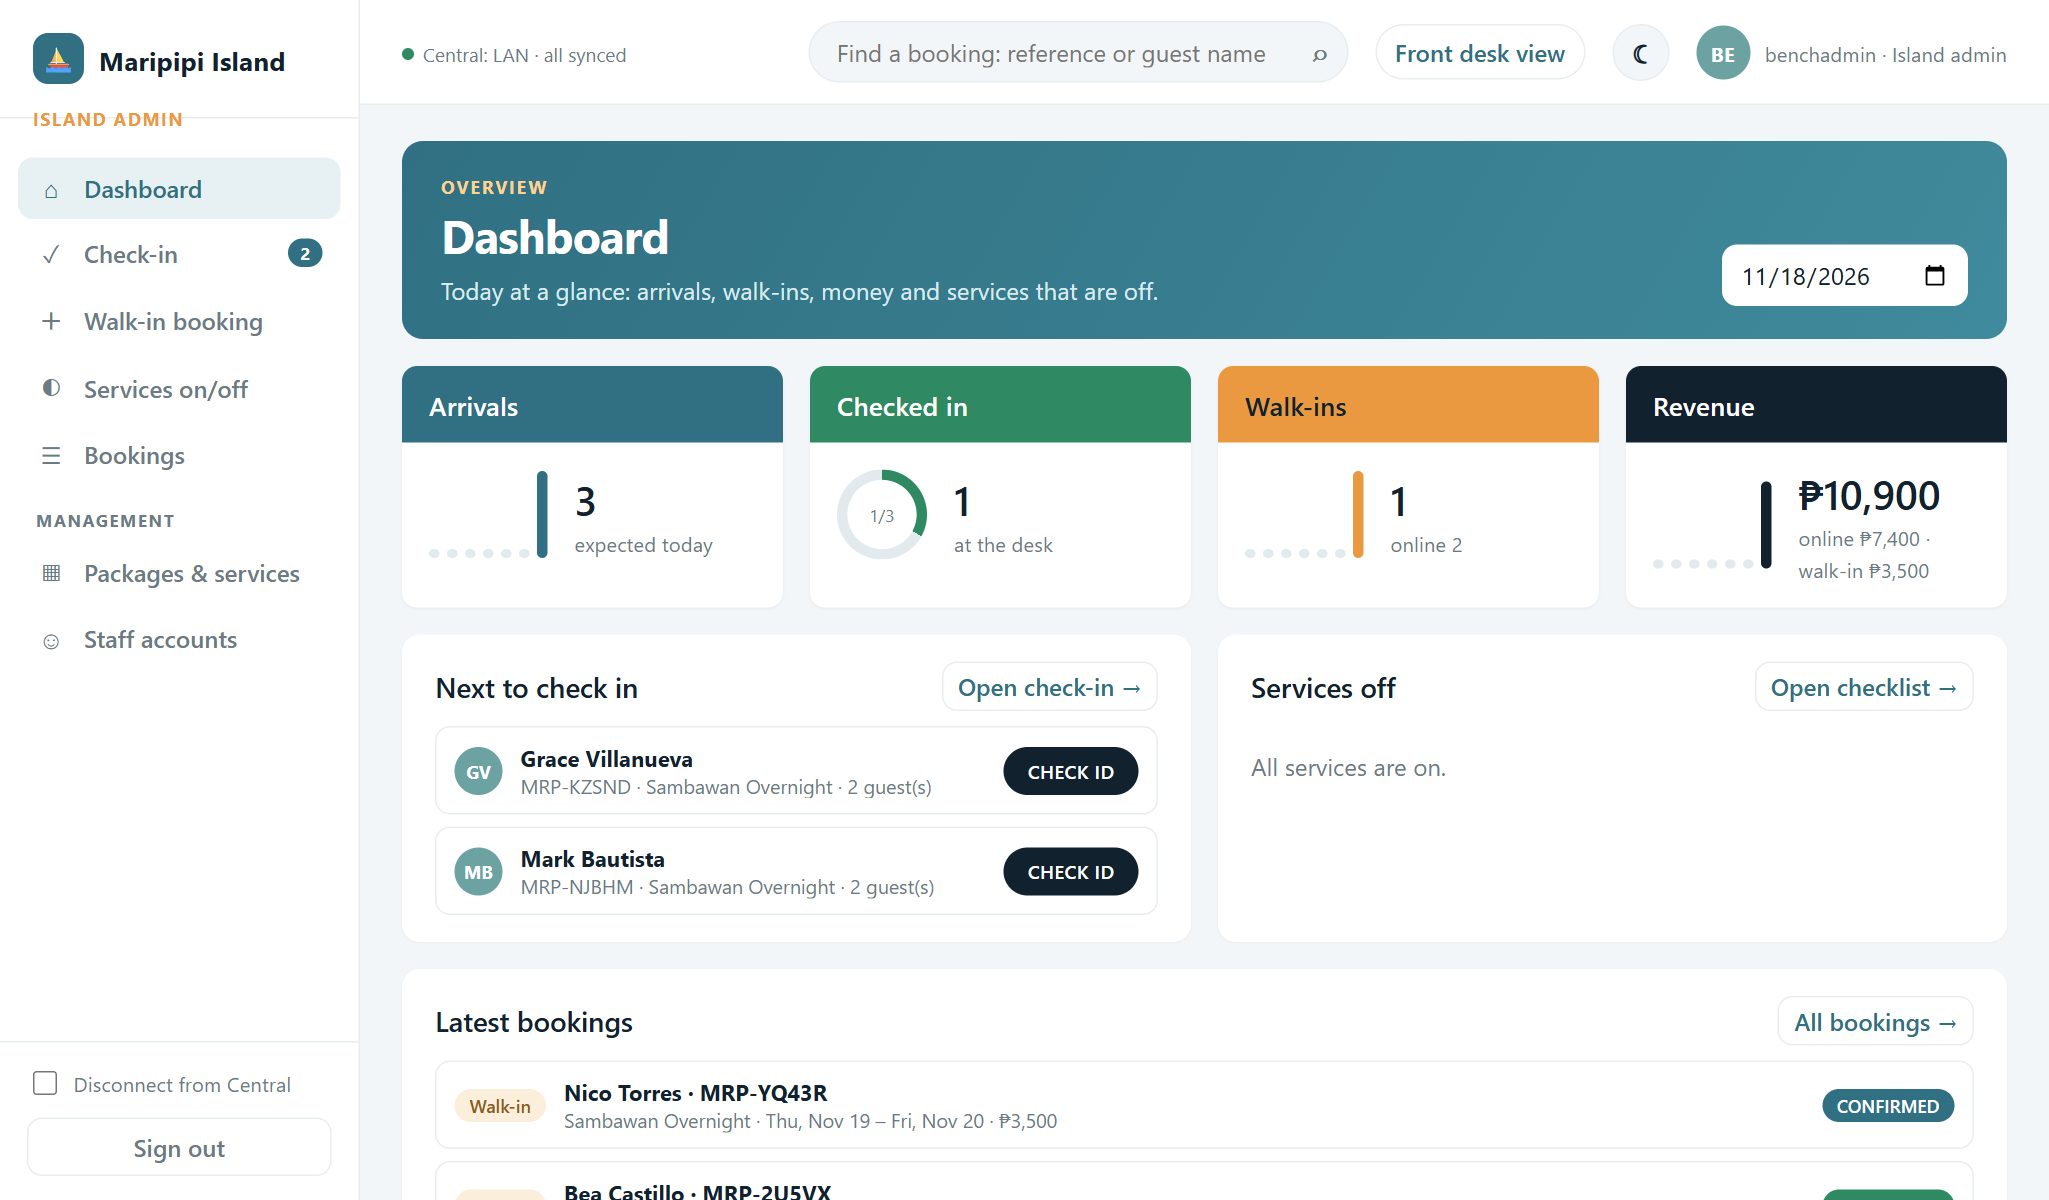 Maripipi Island
ISLAND ADMIN
Dashboard
Check-in 2
Walk-in booking
Services on/off
Bookings
MANAGEMENT
Packages & services
Staff accounts
Disconnect from Central
Sign out
Central: LAN · all synced
Find a booking: reference or guest name
Front desk view
BE
benchadmin · Island admin
OVERVIEW
Dashboard
Today at a glance: arrivals, walk-ins, money and services that are off.
11/18/2026
Arrivals
3
expected today
Checked in
1/3
1
at the desk
Walk-ins
1
online 2
Revenue
₱10,900
online ₱7,400 ·
walk-in ₱3,500
Next to check in
Open check-in →
GV
Grace Villanueva
MRP-KZSND · Sambawan Overnight · 2 guest(s)
CHECK ID
MB
Mark Bautista
MRP-NJBHM · Sambawan Overnight · 2 guest(s)
CHECK ID
Services off
Open checklist →
All services are on.
Latest bookings
All bookings →
Walk-in
Nico Torres · MRP-YQ43R
Sambawan Overnight · Thu, Nov 19 – Fri, Nov 20 · ₱3,500
CONFIRMED
Bea Castillo · MRP-2U5VX